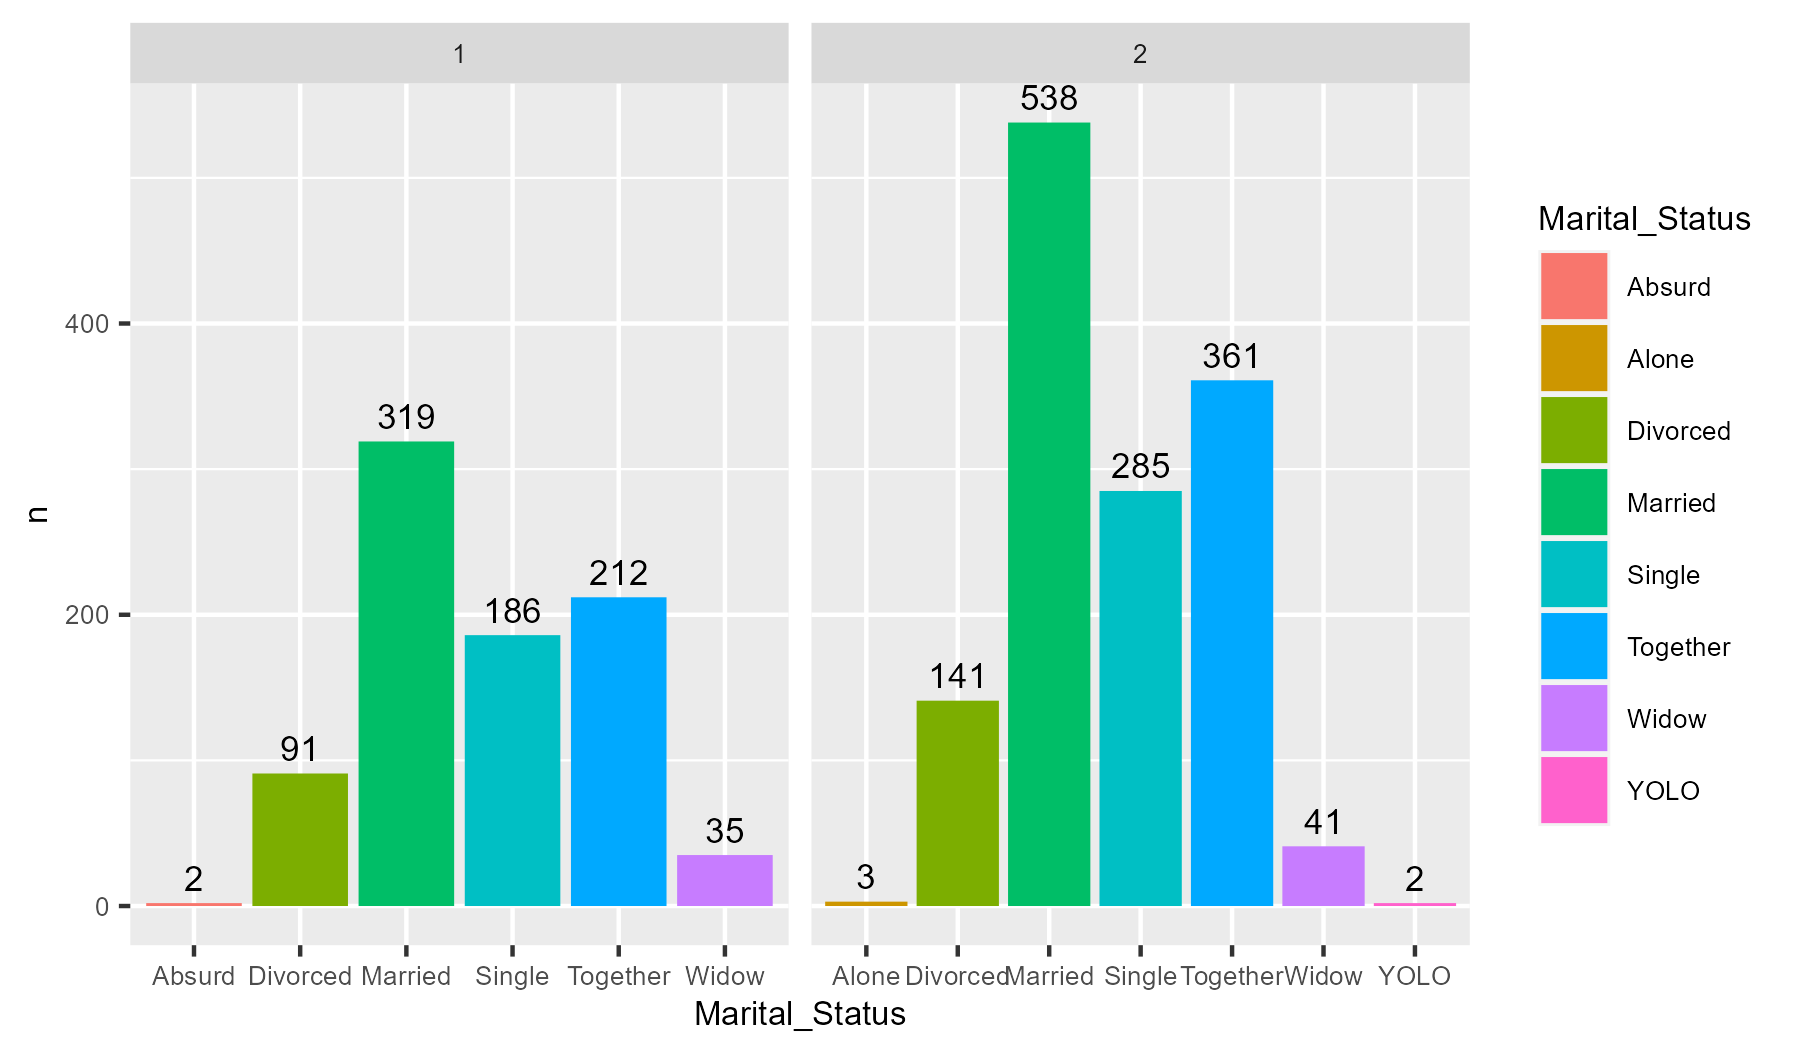 1
2
538
400
361
319
285
212
186
200
141
91
35
41
2
3
2
0
n
Absurd Divorced Married Single Together Widow
Alone Divorced Married Single Together Widow YOLO
Marital_Status
Marital_Status
Absurd
Alone
Divorced
Married
Single
Together
Widow
YOLO